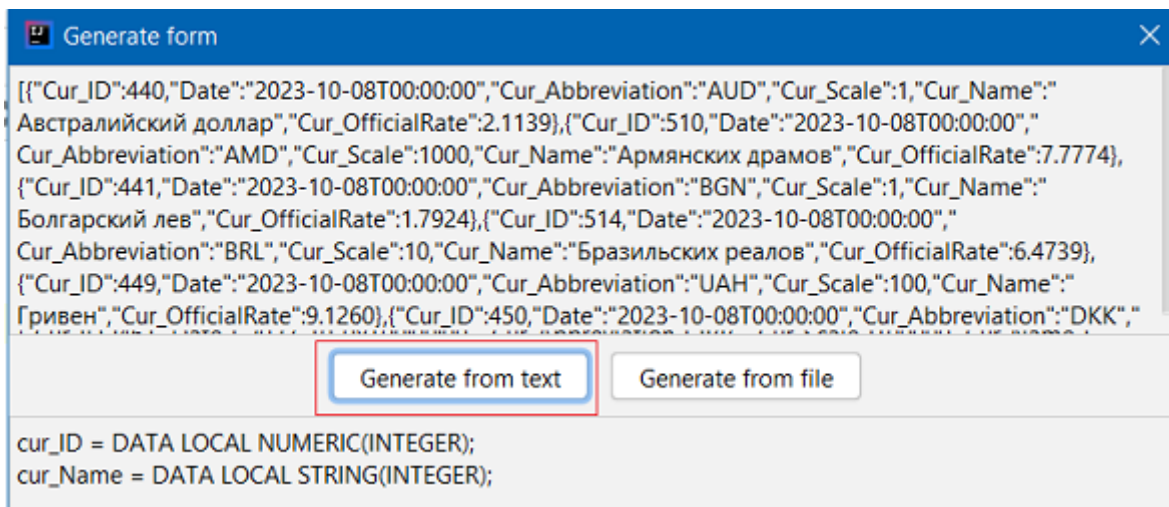 Generate form
[{"Cur_ID":440,"Date":"2023-10-08T00:00:00","Cur_Abbreviation":"AUD","Cur_Scale":1,"Cur_Name":"
Австралийский доллар","Cur_OfficialRate":2.1139},{"Cur_ID":510,"Date":"2023-10-08T00:00:00","
Cur_Abbreviation":"AMD","Cur_Scale":1000,"Cur_Name":"Армянских драмов","Cur_OfficialRate":7.7774},
{"Cur_ID":441,"Date":"2023-10-08T00:00:00","Cur_Abbreviation":"BGN","Cur_Scale":1,"Cur_Name":"
Болгарский лев","Cur_OfficialRate":1.7924},{"Cur_ID":514,"Date":"2023-10-08T00:00:00","
Cur_Abbreviation":"BRL","Cur_Scale":10,"Cur_Name":"Бразильских реалов","Cur_OfficialRate":6.4739},
{"Cur_ID":449,"Date":"2023-10-08T00:00:00","Cur_Abbreviation":"UAH","Cur_Scale":100,"Cur_Name":"
Гривен","Cur_OfficialRate":9.1260},{"Cur_ID":450,"Date":"2023-10-08T00:00:00","Cur_Abbreviation":"DKK","
Generate from text Generate from file
cur_ID = DATA LOCAL NUMERIC(INTEGER);
cur_Name = DATA LOCAL STRING(INTEGER);